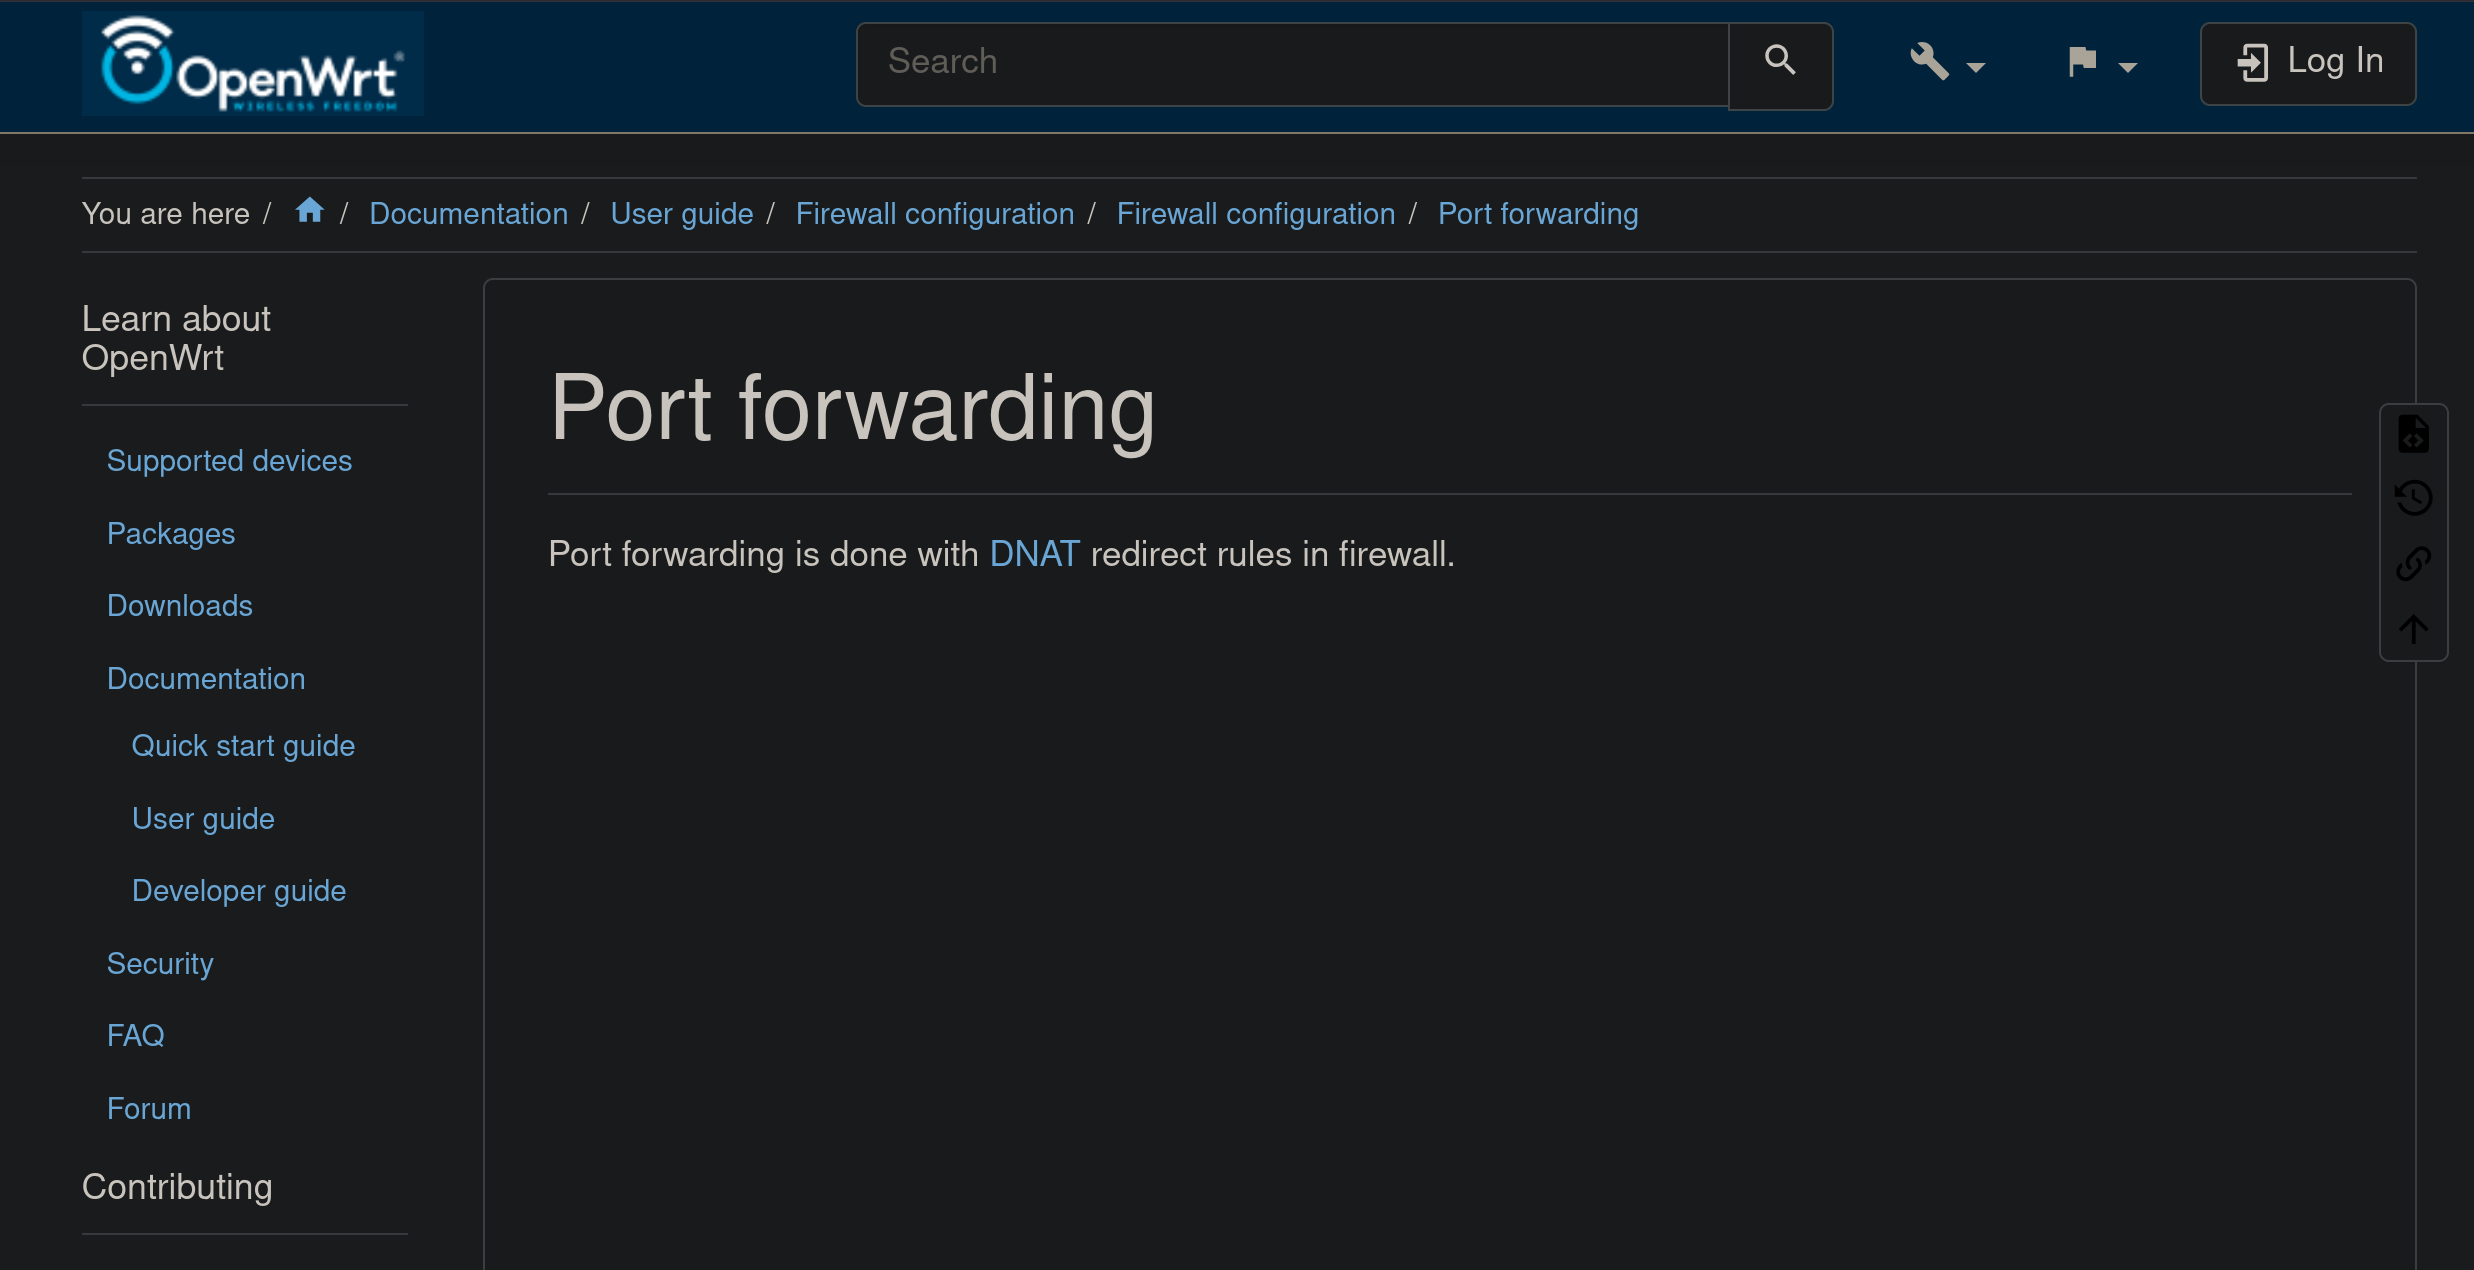 OpenWrt®
WIRELESS FREEDOM
Search
Log In
You are here / / Documentation / User guide / Firewall configuration / Firewall configuration / Port forwarding
Learn about
OpenWrt
Supported devices
Packages
Downloads
Documentation
Quick start guide
User guide
Developer guide
Security
FAQ
Forum
Contributing
Port forwarding
Port forwarding is done with DNAT redirect rules in firewall.